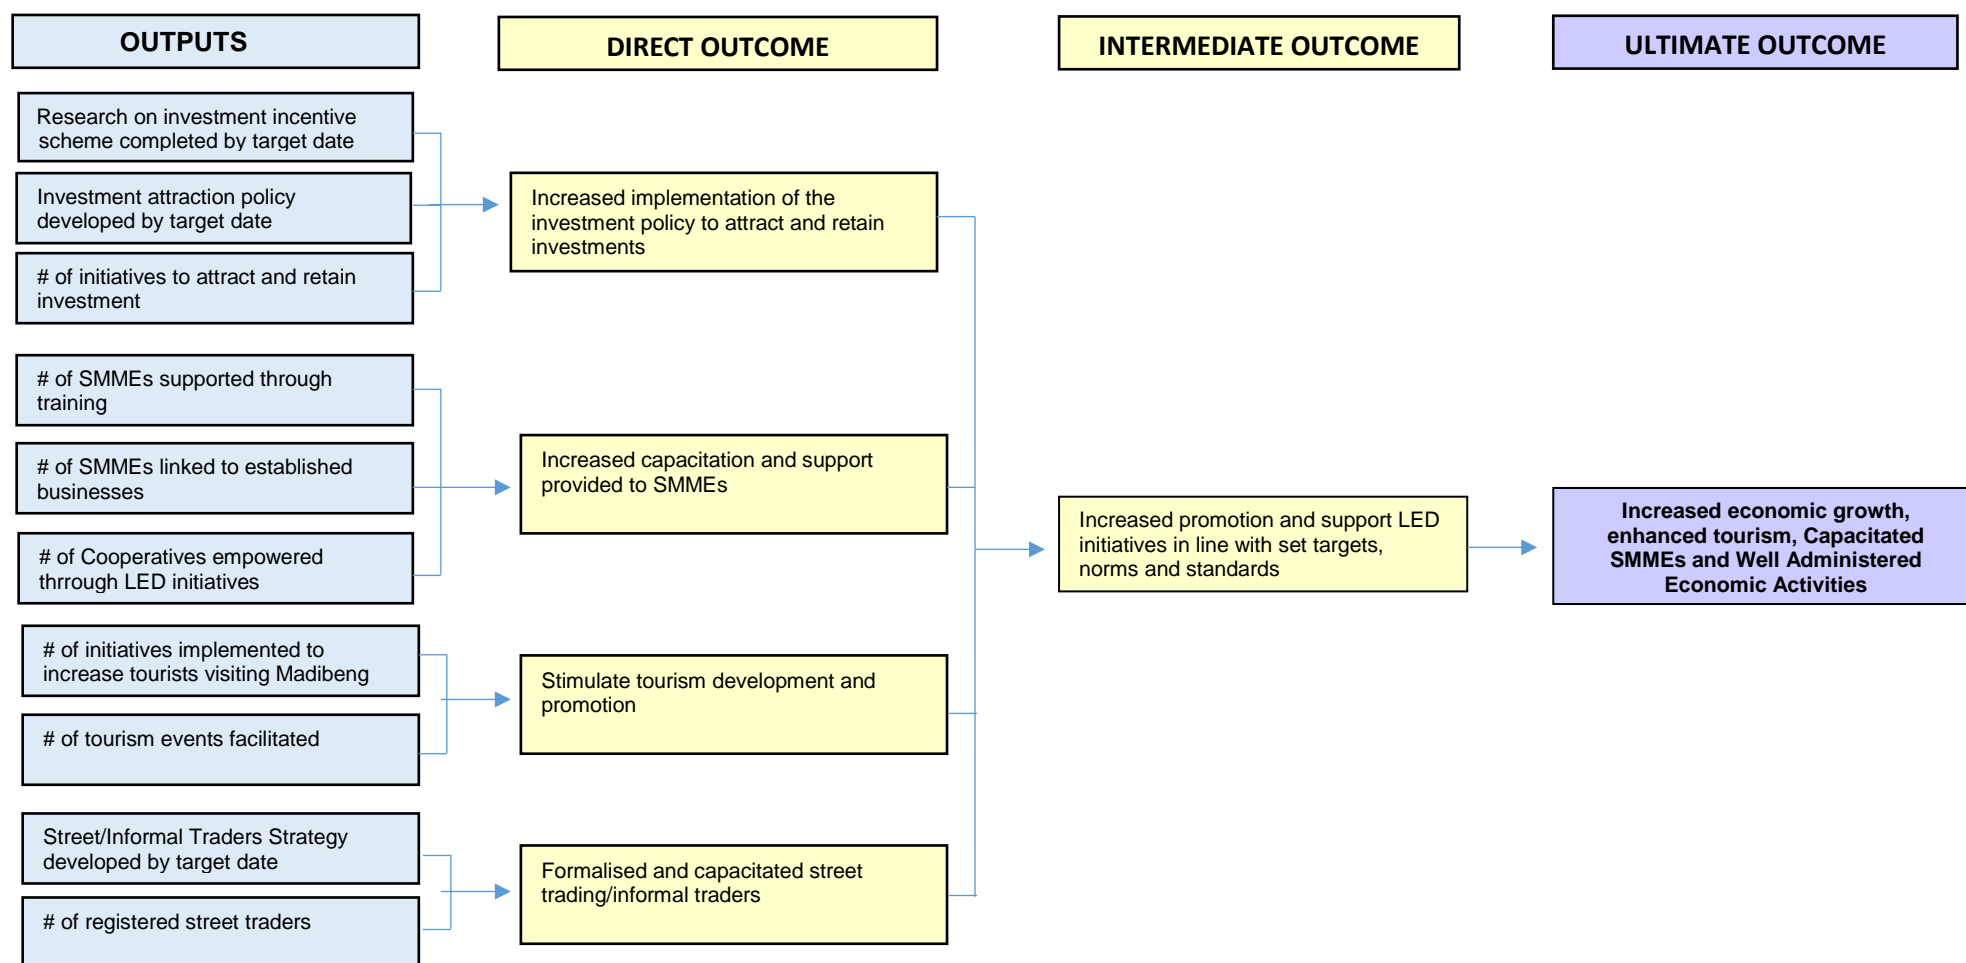 OUTPUTS
DIRECT OUTCOME
INTERMEDIATE OUTCOME
ULTIMATE OUTCOME
Research on investment incentive
scheme completed by target date
Investment attraction policy
developed by target date
# of initiatives to attract and retain
investment
Increased implementation of the
investment policy to attract and retain
investments
# of SMMEs supported through
training
# of SMMEs linked to established
businesses
# of Cooperatives empowered
thrrough LED initiatives
Increased capacitation and support
provided to SMMEs
# of initiatives implemented to
increase tourists visiting Madibeng
# of tourism events facilitated
Stimulate tourism development and
promotion
Street/Informal Traders Strategy
developed by target date
# of registered street traders
Formalised and capacitated street
trading/informal traders
Increased promotion and support LED
initiatives in line with set targets,
norms and standards
Increased economic growth,
enhanced tourism, Capacitated
SMMEs and Well Administered
Economic Activities